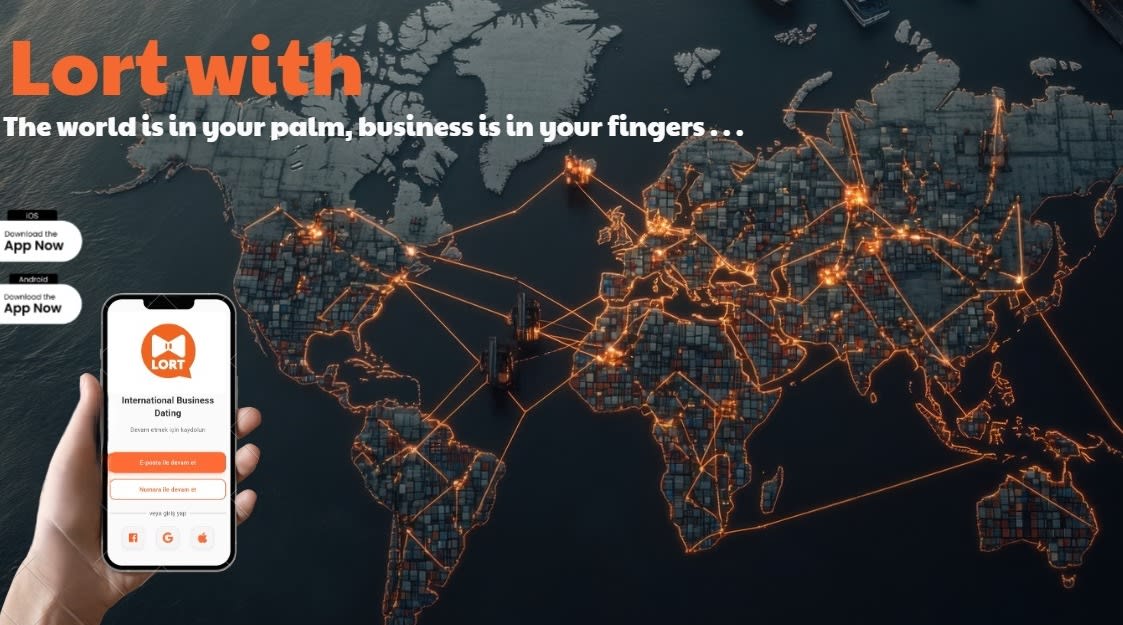 Lort with
The world is in your palm, business is in your fingers . . .
iOS
Download the
App Now
Android
Download the
App Now
LORT
International Business
Dating
Devam etmek için kaydolun
E-posta ile devam et
Numara ile devam et
veya giriş yap